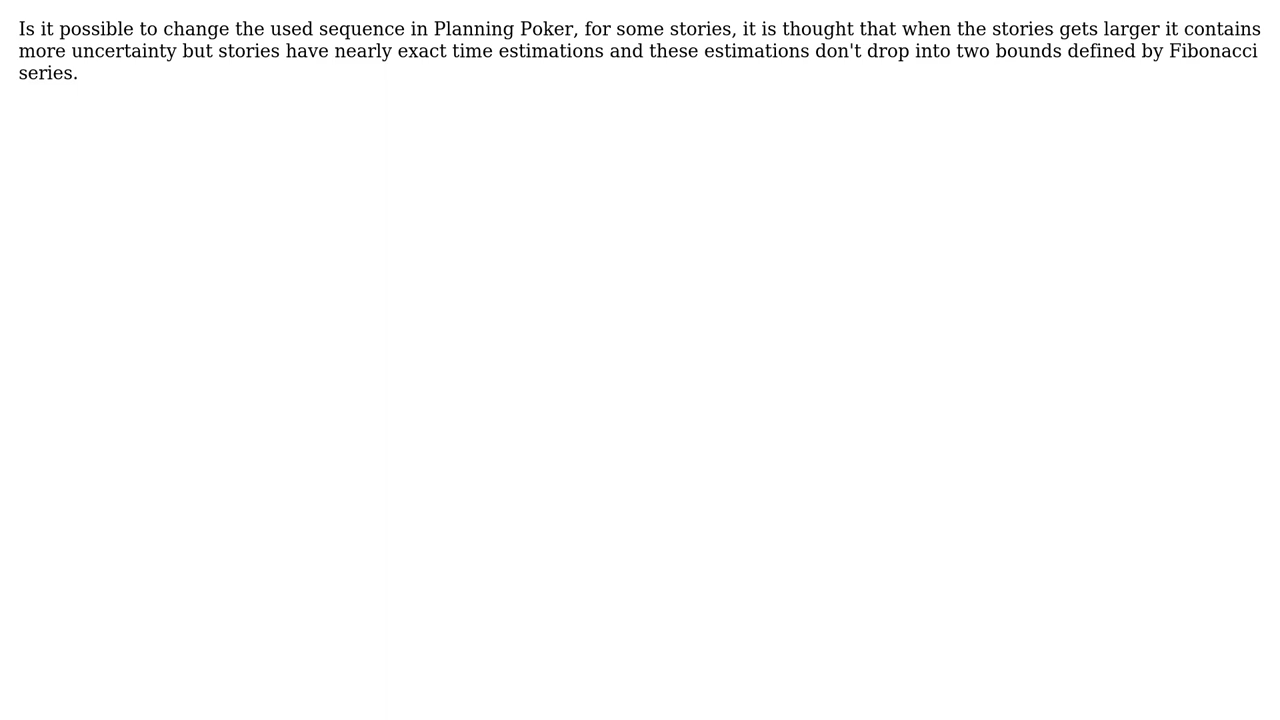 Is it possible to change the used sequence in Planning Poker, for some stories, it is thought that when the stories gets larger it contains
more uncertainty but stories have nearly exact time estimations and these estimations don't drop into two bounds defined by Fibonacci
series.